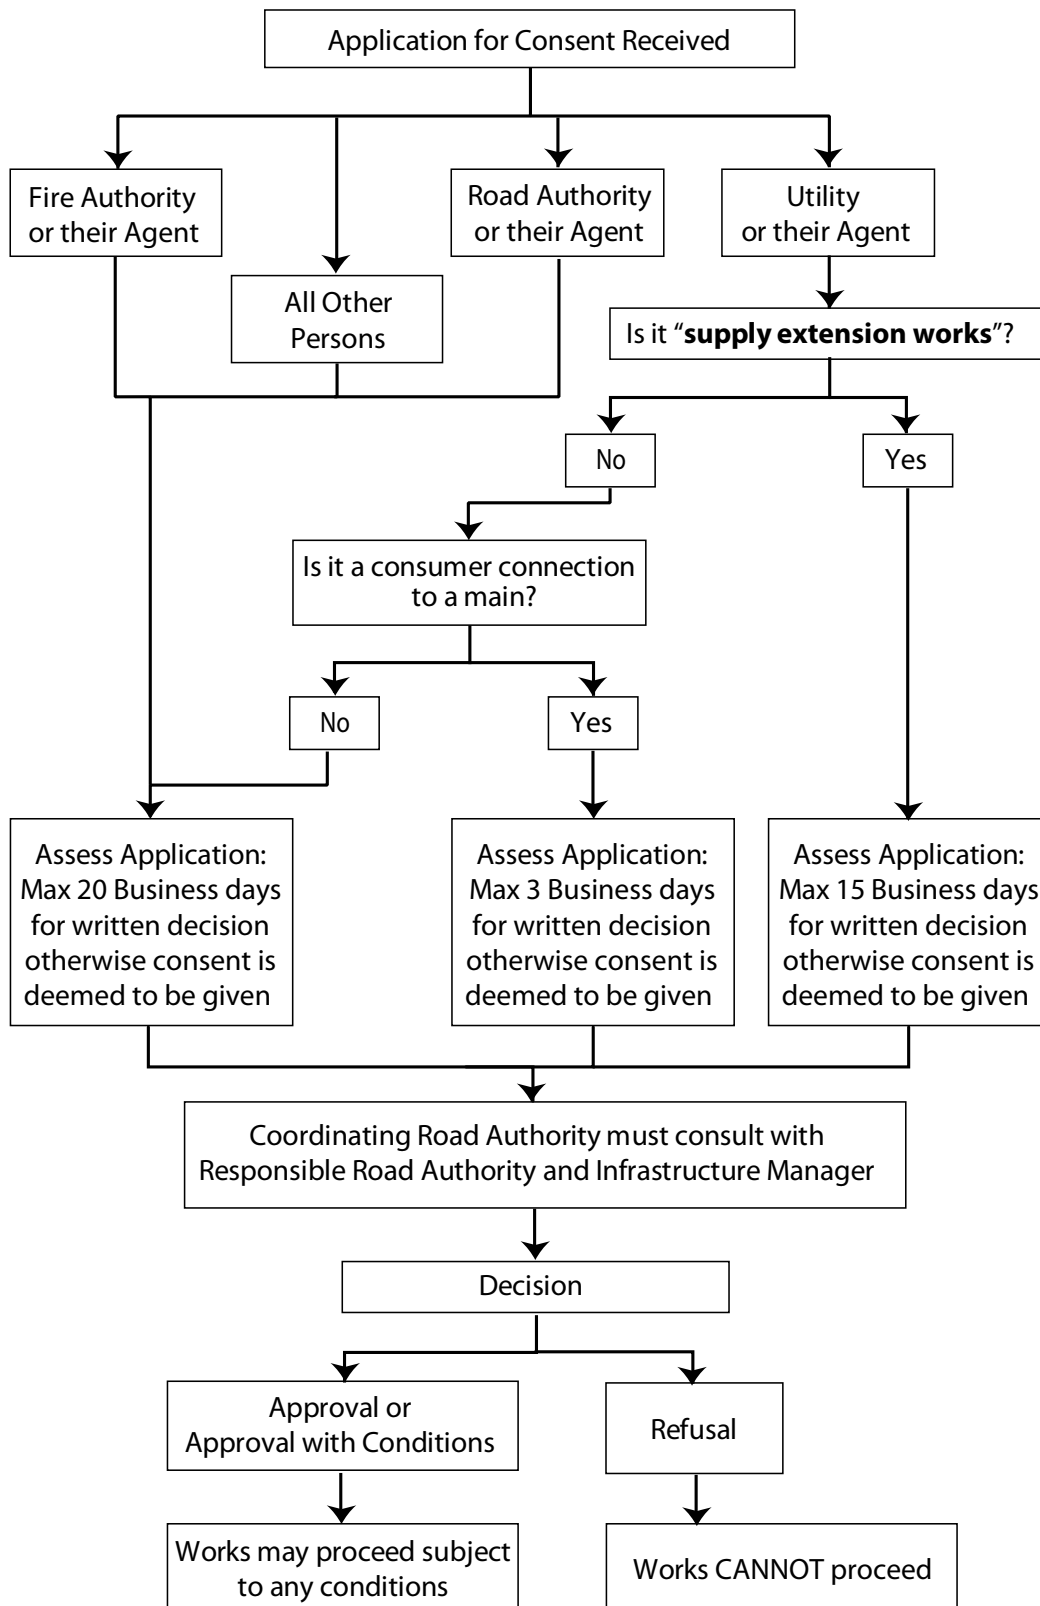 Application for Consent Received
Fire Authority
or their Agent
All Other
Persons
Road Authority
or their Agent
Utility
or their Agent
Is it “supply extension works”?
No
Yes
Is it a consumer connection
to a main?
No
Yes
Assess Application:
Max 20 Business days
for written decision
otherwise consent is
deemed to be given
Assess Application:
Max 3 Business days
for written decision
otherwise consent is
deemed to be given
Assess Application:
Max 15 Business days
for written decision
otherwise consent is
deemed to be given
Coordinating Road Authority must consult with
Responsible Road Authority and Infrastructure Manager
Decision
Approval or
Approval with Conditions
Refusal
Works may proceed subject
to any conditions
Works CANNOT proceed